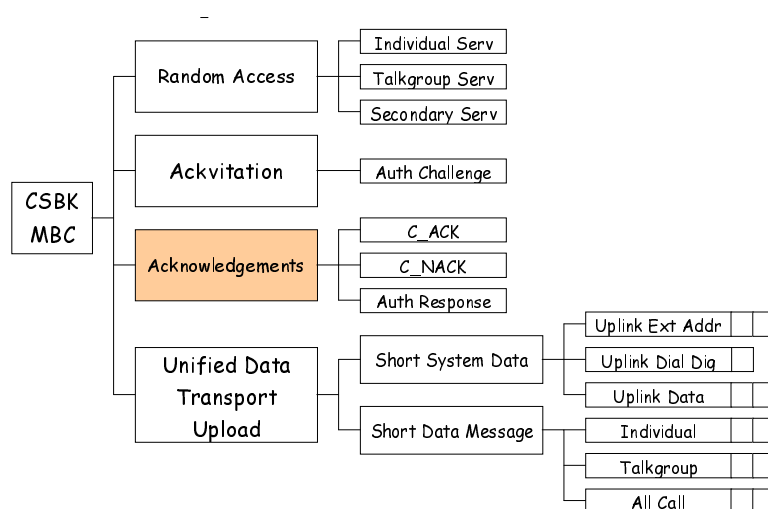 CSBK
MBC
Random Access
Individual Serv
Talkgroup Serv
Secondary Serv
Ackvitation
Auth Challenge
Acknowledgements
C_ACK
C_NACK
Auth Response
Unified Data
Transport
Upload
Short System Data
Uplink Ext Addr
Uplink Dial Dig
Uplink Data
Short Data Message
Individual
Talkgroup
All Call